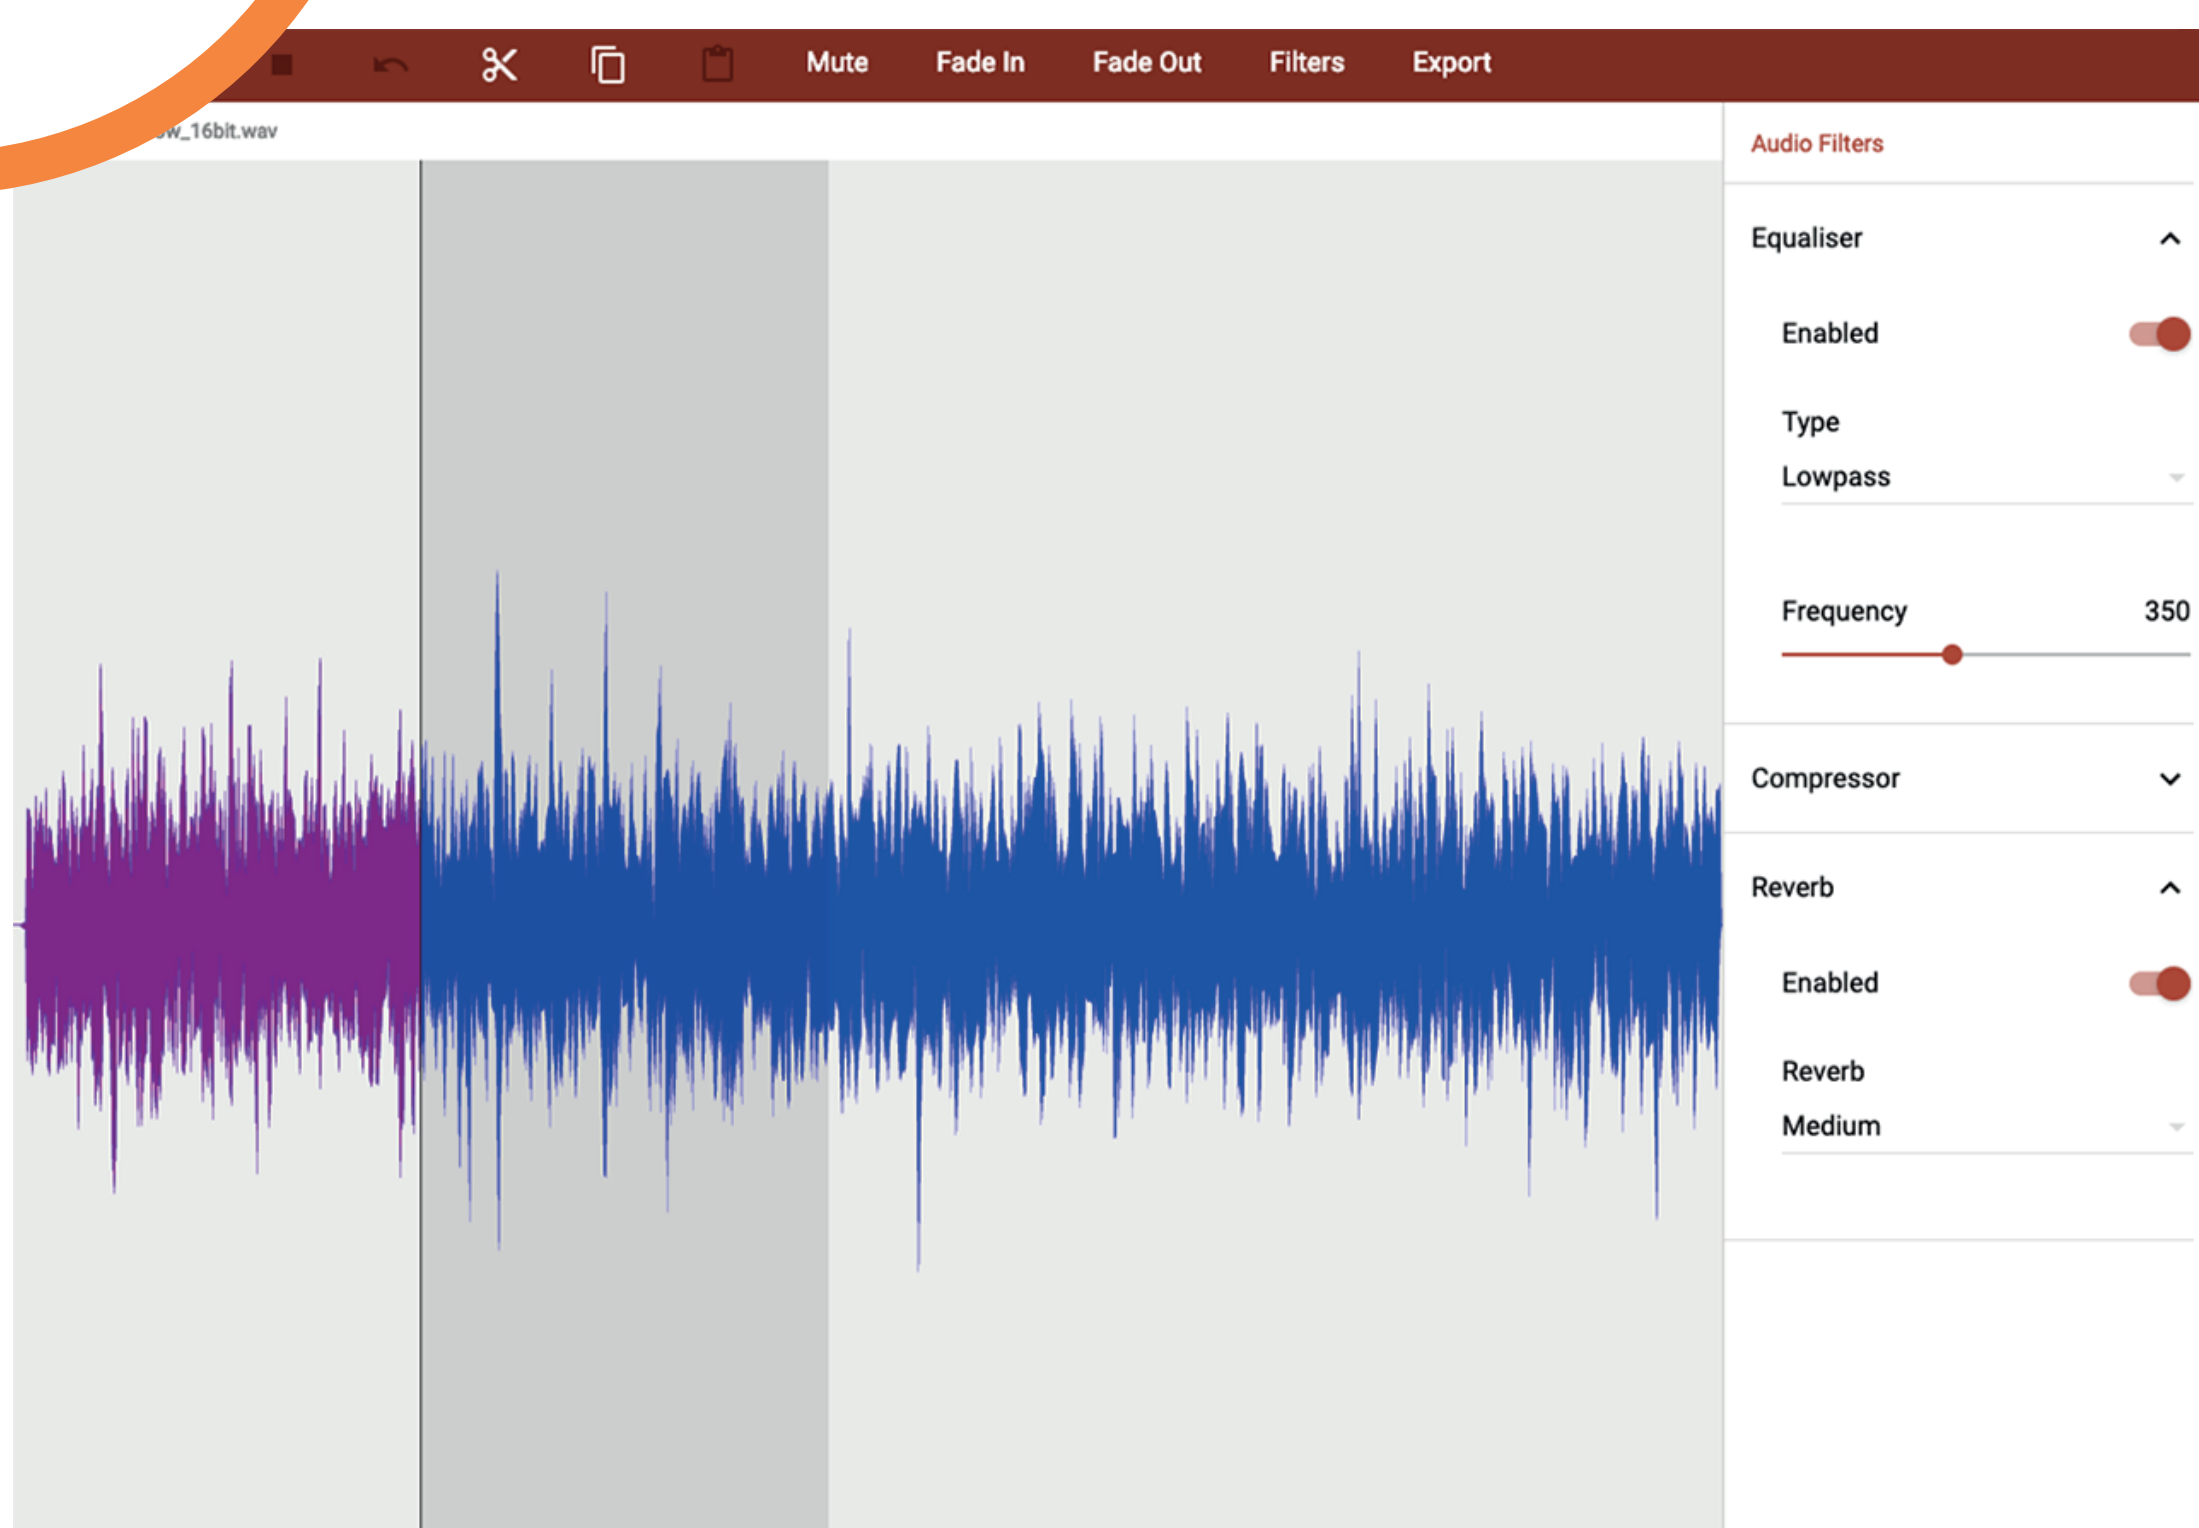 Mute Fade In Fade Out Filters Export
w_16bit.wav
Audio Filters
Equaliser
Enabled
Type
Lowpass
Frequency 350
Compressor
Reverb
Enabled
Reverb
Medium